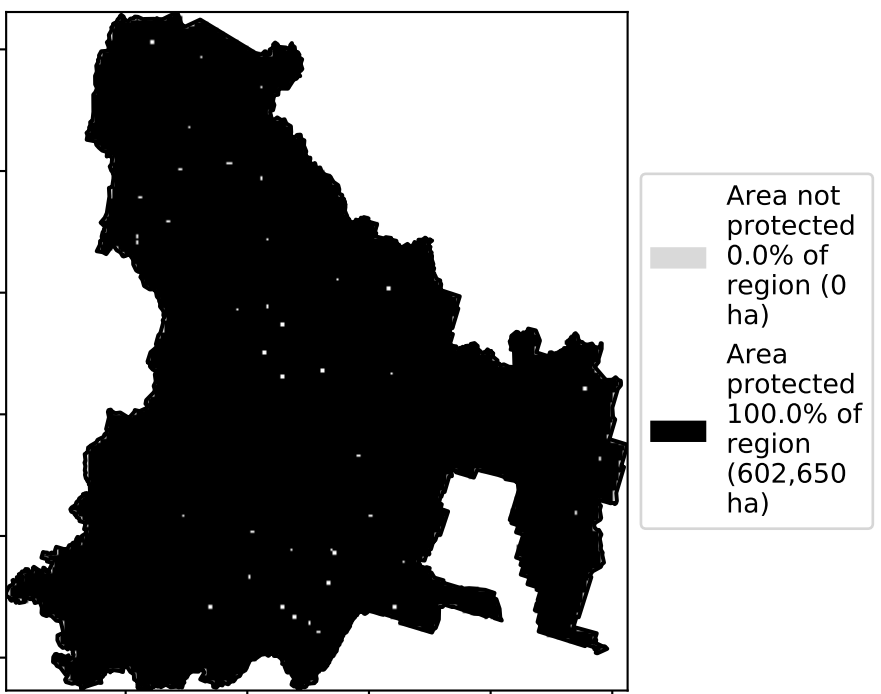 Area not
protected
0.0% of
region (0
ha)
Area
protected
100.0% of
region
(602,650
ha)